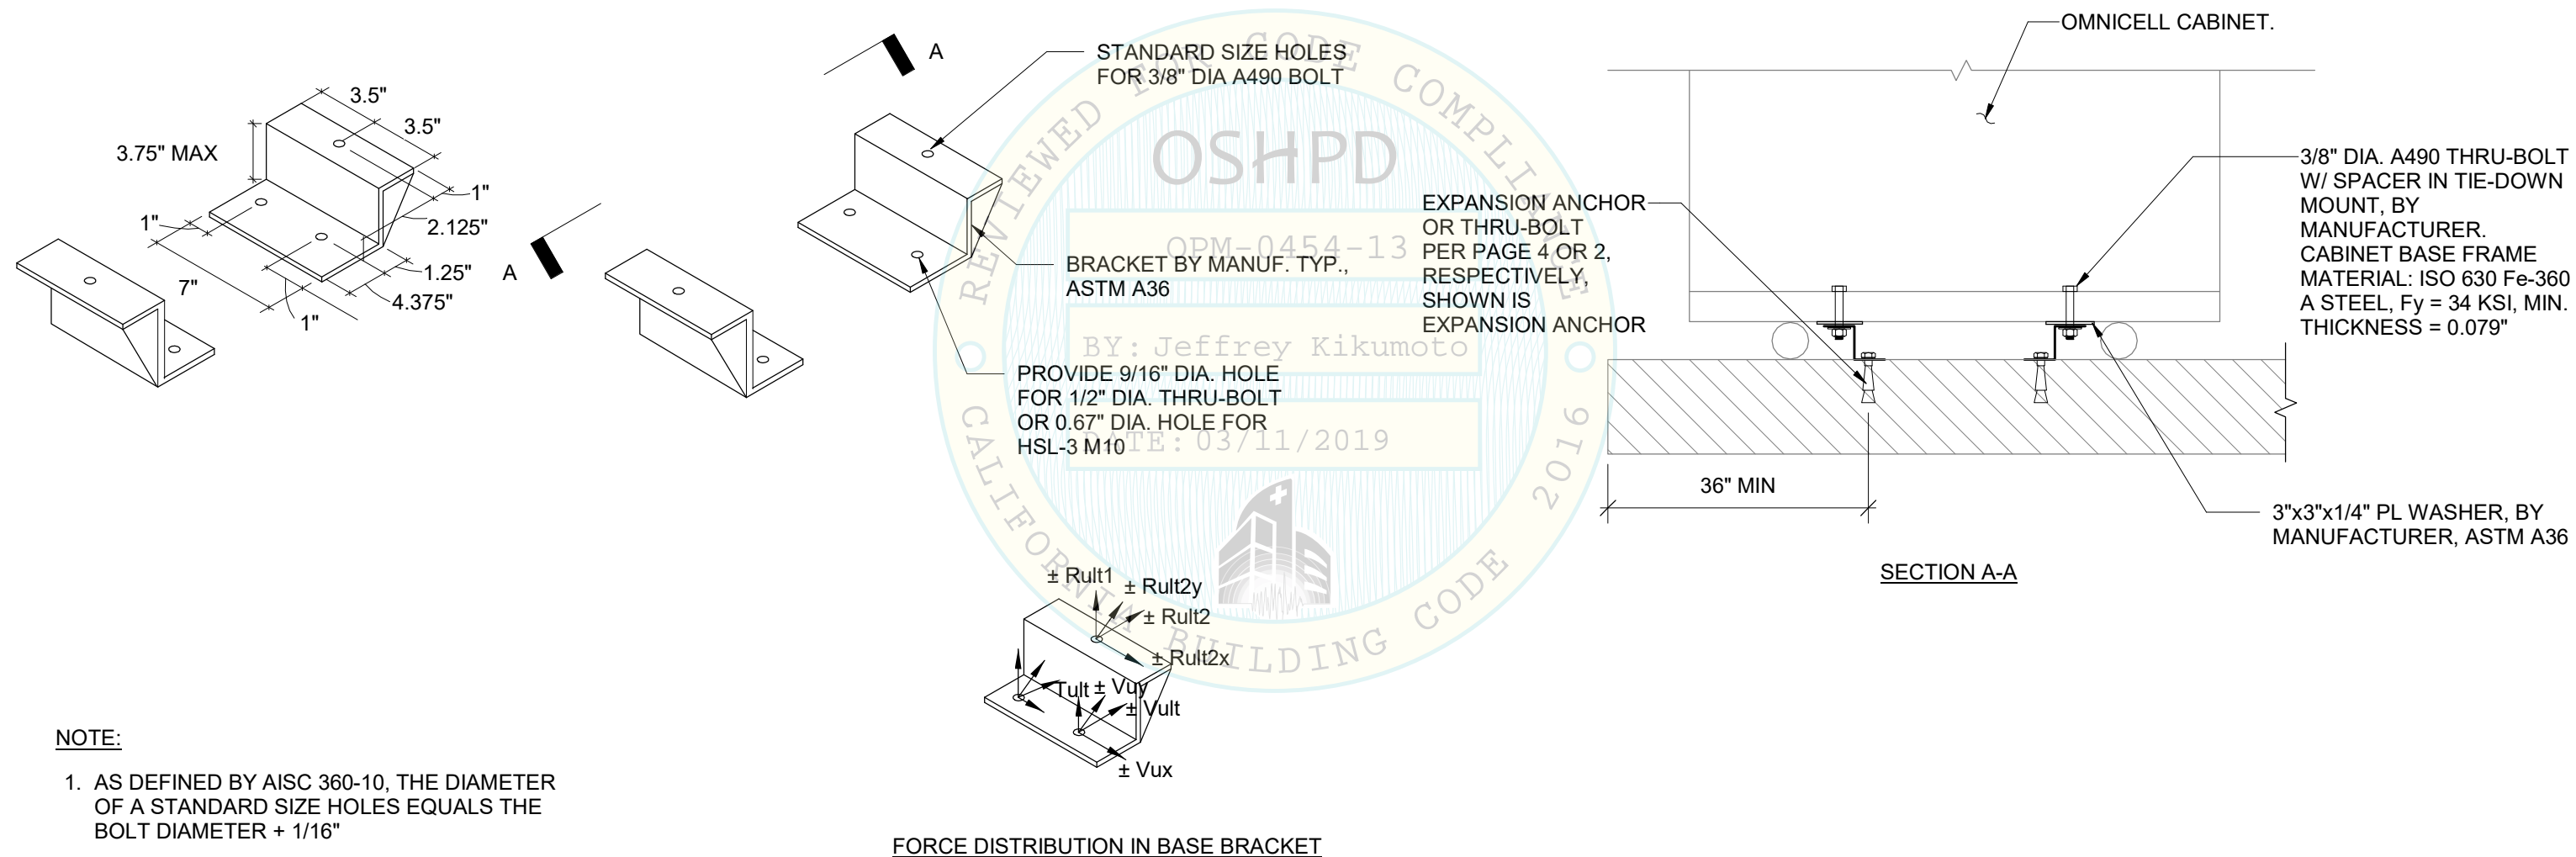 3.5"
3.5"
3.75" MAX
1"
2.125"
1"
1.25"
7"
4.375"
1"
A
A
STANDARD SIZE HOLES
FOR 3/8" DIA A490 BOLT
BRACKET BY MANUF. TYP.,
ASTM A36
PROVIDE 9/16" DIA. HOLE
FOR 1/2" DIA. THRU-BOLT
OR 0.67" DIA. HOLE FOR
HSL-3 M10
REVIEWED FOR CODE COMPLIANCE
OSHPD
OPM-0454-13
BY: Jeffrey Kikumoto
DATE: 03/11/2019
CALIFORNIA BUILDING CODE 2016
EXPANSION ANCHOR
OR THRU-BOLT
PER PAGE 4 OR 2,
RESPECTIVELY,
SHOWN IS
EXPANSION ANCHOR
OMNICELL CABINET.
3/8" DIA. A490 THRU-BOLT
W/ SPACER IN TIE-DOWN
MOUNT, BY
MANUFACTURER.
CABINET BASE FRAME
MATERIAL: ISO 630 Fe-360
A STEEL, Fy = 34 KSI, MIN.
THICKNESS = 0.079"
36" MIN
3"x3"x1/4" PL WASHER, BY
MANUFACTURER, ASTM A36
SECTION A-A
± Rult1
± Rult2y
± Rult2
± Rult2x
Tult
± Vuy
± Vult
± Vux
FORCE DISTRIBUTION IN BASE BRACKET
NOTE:
1. AS DEFINED BY AISC 360-10, THE DIAMETER
OF A STANDARD SIZE HOLES EQUALS THE
BOLT DIAMETER + 1/16"